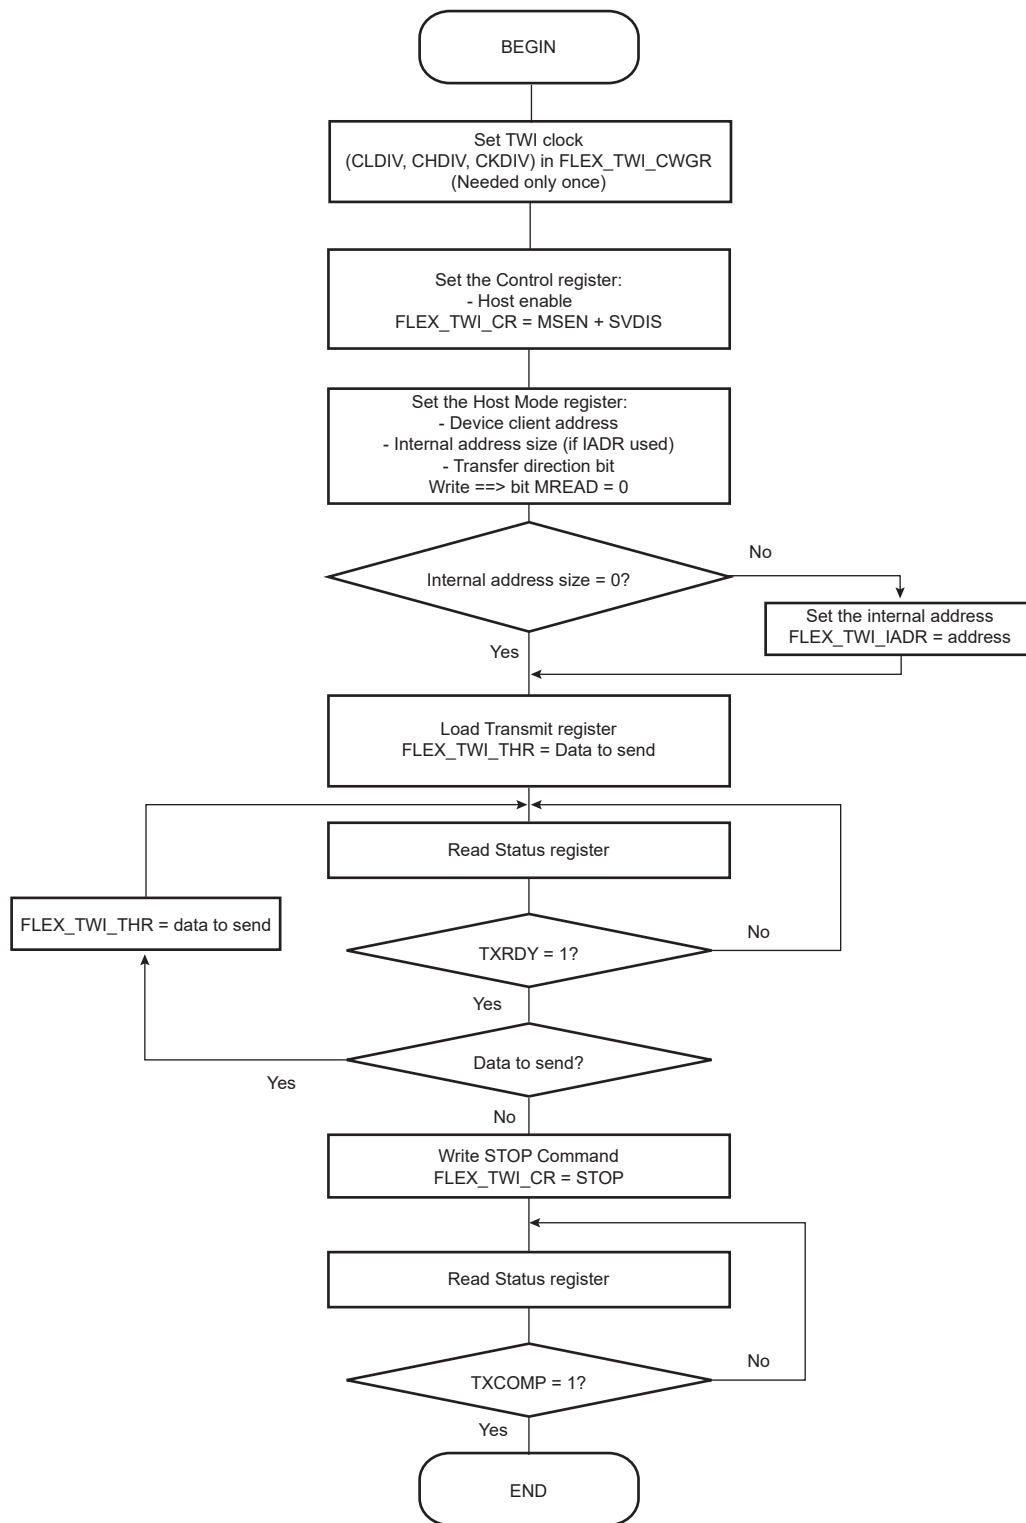 BEGIN
Set TWI clock
(CLDIV, CHDIV, CKDIV) in FLEX_TWI_CWGR
(Needed only once)
Set the Control register:
- Host enable
FLEX_TWI_CR = MSEN + SVDIS
Set the Host Mode register:
- Device client address
- Internal address size (if IADR used)
- Transfer direction bit
Write ==> bit MREAD = 0
No
Internal address size = 0?
Set the internal address
FLEX_TWI_IADR = address
Yes
Load Transmit register
FLEX_TWI_THR = Data to send
Read Status register
FLEX_TWI_THR = data to send
No
TXRDY = 1?
Yes
Data to send?
Yes
No
Write STOP Command
FLEX_TWI_CR = STOP
Read Status register
No
TXCOMP = 1?
Yes
END